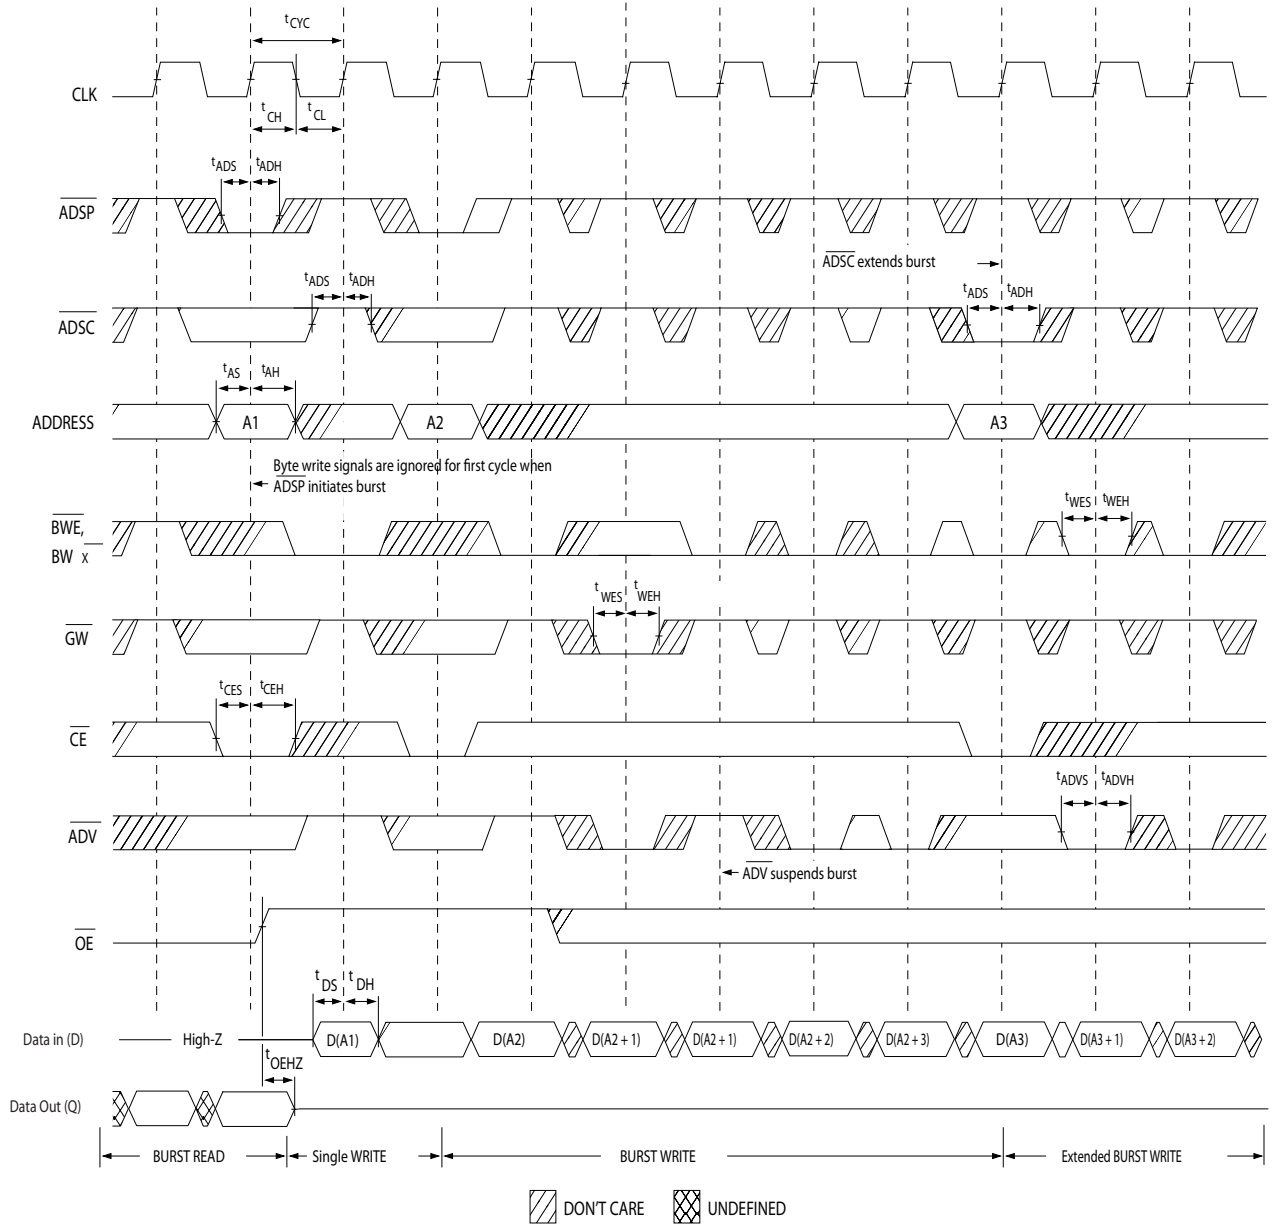 tCYC
CLK
tCH
tCL
tADS
tADH
ADSP
ADSC extends burst
tADS
tADH
tADS
tADH
ADSC
tAS
tAH
ADDRESS
A1
A2
A3
Byte write signals are ignored for first cycle when
ADSP initiates burst
tWES
tWEH
BWE,
BW x
tWES
tWEH
GW
tCES
tCEH
CE
tADVS
tADVH
ADV
ADV suspends burst
OE
tDS
tDH
Data in (D)
High-Z
D(A1)
D(A2)
D(A2 + 1)
D(A2 + 1)
D(A2 + 2)
D(A2 + 3)
D(A3)
D(A3 + 1)
D(A3 + 2)
tOEHZ
Data Out (Q)
BURST READ
Single WRITE
BURST WRITE
Extended BURST WRITE
DON'T CARE
UNDEFINED